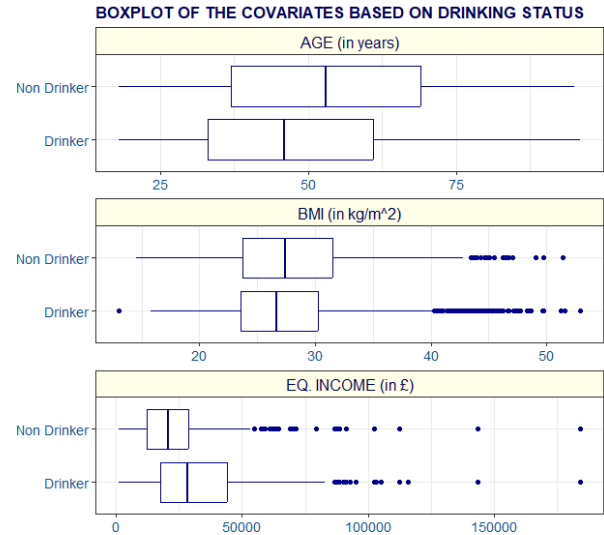 BOXPLOT OF THE COVARIATES BASED ON DRINKING STATUS
AGE (in years)
Non Drinker
Drinker
25 50 75
BMI (in kg/m^2)
Non Drinker
Drinker
20 30 40 50
EQ. INCOME (in £)
Non Drinker
Drinker
0 50000 100000 150000